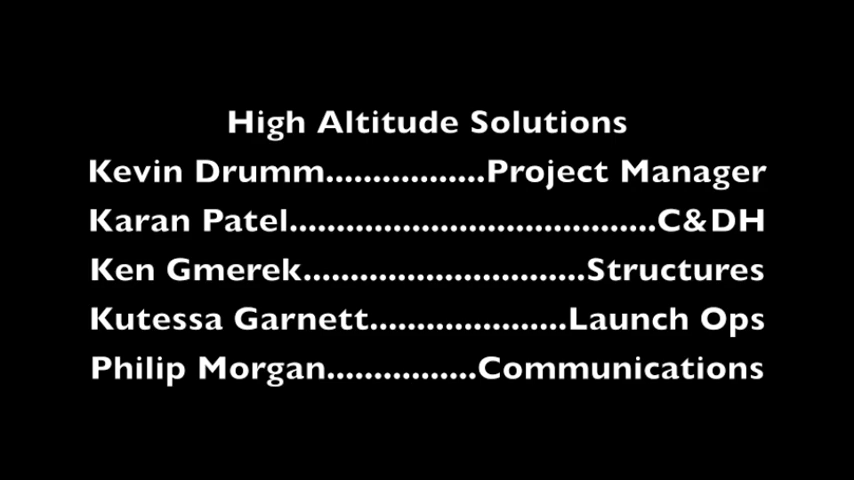 High Altitude Solutions
Kevin Drumm.................Project Manager
Karan Patel.......................................C&DH
Ken Gmerek..............................Structures
Kutessa Garnett.....................Launch Ops
Philip Morgan................Communications